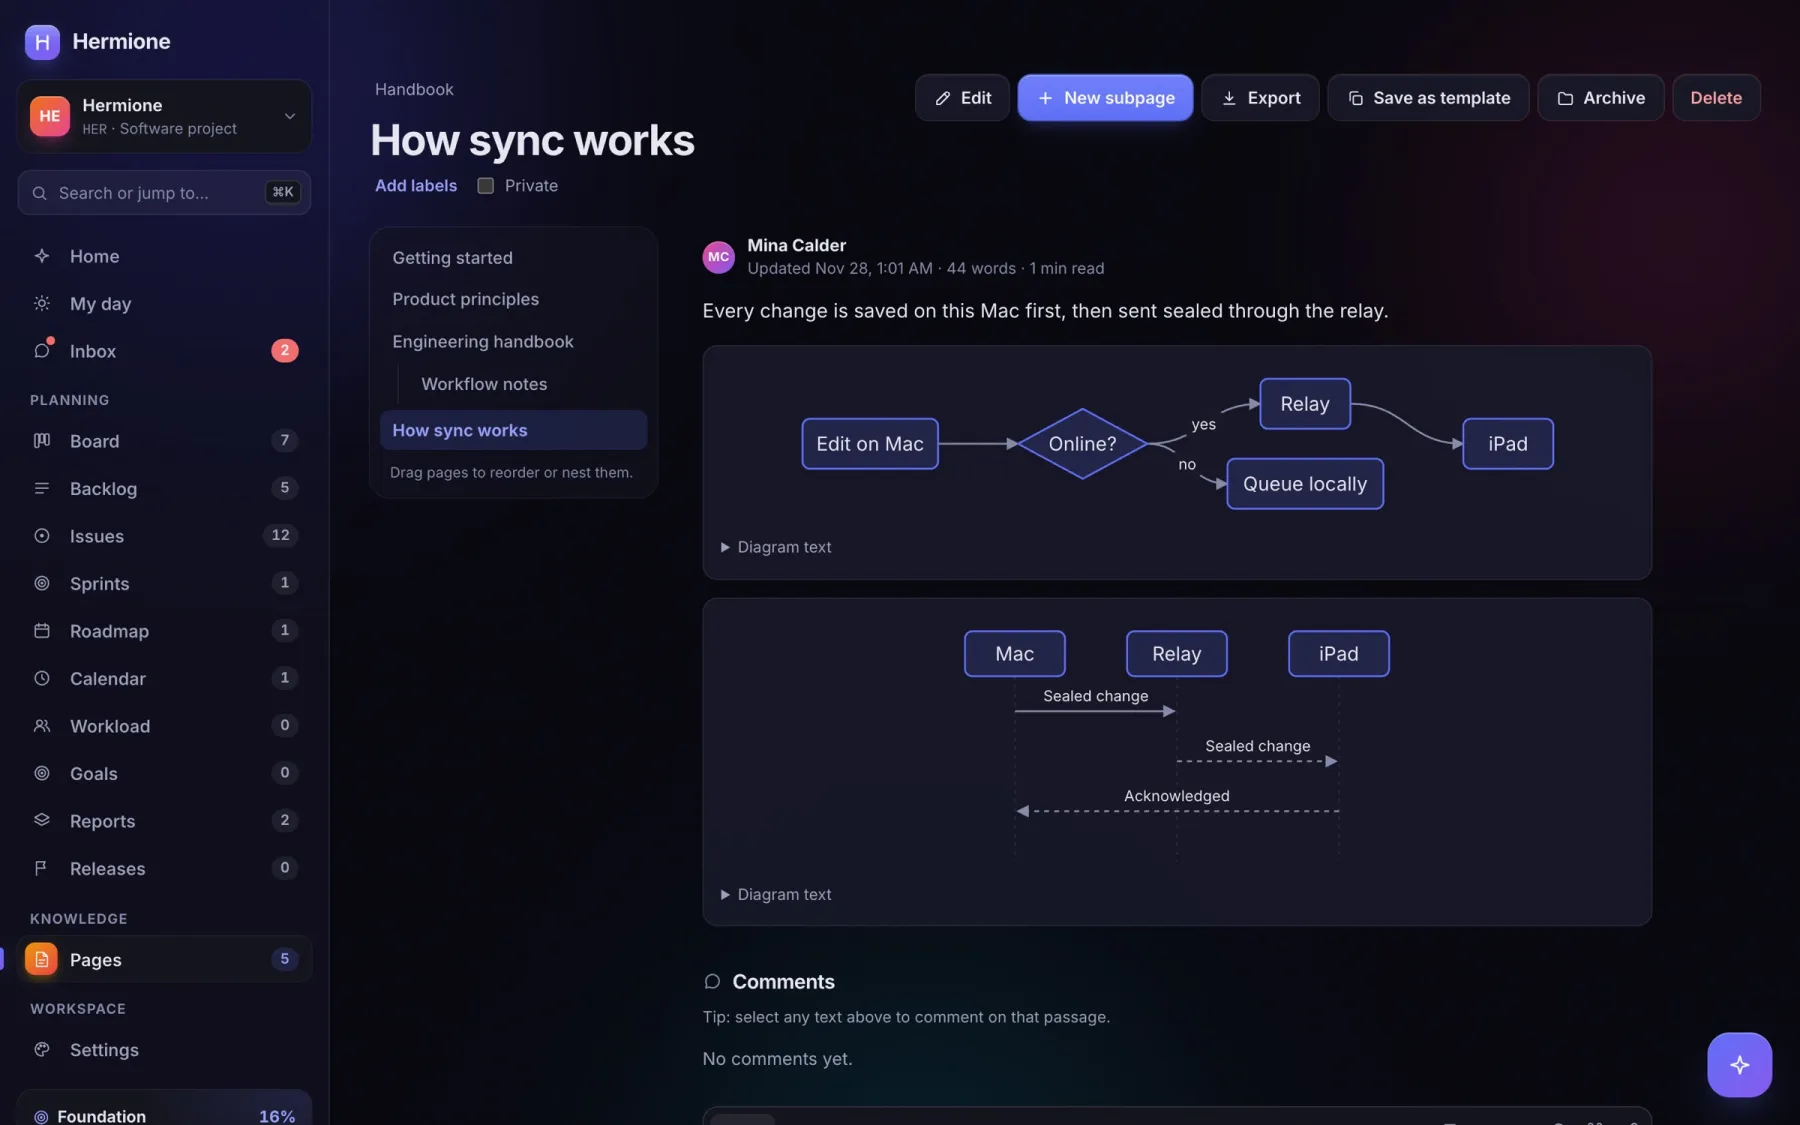 H Hermione
HE
Hermione
HER · Software project
Search or jump to... ⌘K
Home
My day
Inbox 2
PLANNING
Board 7
Backlog 5
Issues 12
Sprints 1
Roadmap 1
Calendar 1
Workload 0
Goals 0
Reports 2
Releases 0
KNOWLEDGE
Pages 5
WORKSPACE
Settings
Foundation 16%
Handbook
How sync works
Add labels Private
Edit
New subpage
Export
Save as template
Archive
Delete
Getting started
Product principles
Engineering handbook
Workflow notes
How sync works
Drag pages to reorder or nest them.
MC
Mina Calder
Updated Nov 28, 1:01 AM · 44 words · 1 min read
Every change is saved on this Mac first, then sent sealed through the relay.
Edit on Mac
Online?
yes
Relay
iPad
no
Queue locally
Diagram text
Mac
Relay
iPad
Sealed change
Sealed change
Acknowledged
Diagram text
Comments
Tip: select any text above to comment on that passage.
No comments yet.